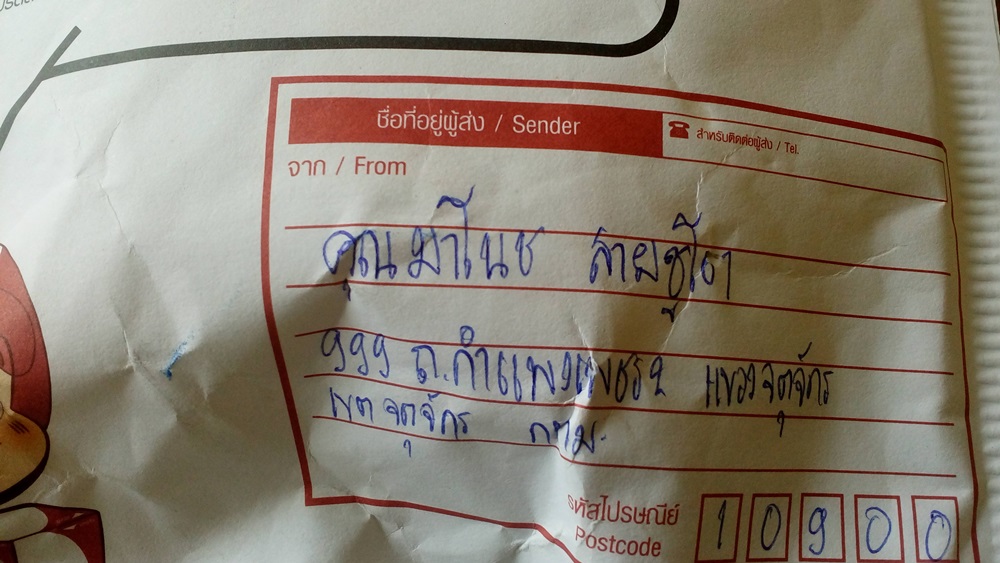 ชื่อที่อยู่ผู้ส่ง / Sender
สำหรับติดต่อผู้ส่ง / Tel.
จาก / From
คุณมาโนช สายชูโต
999 ถ.กำแพงเพชร2 แขวงจตุจักร
เขตจตุจักร กทม.
รหัสไปรษณีย์
Postcode
10900